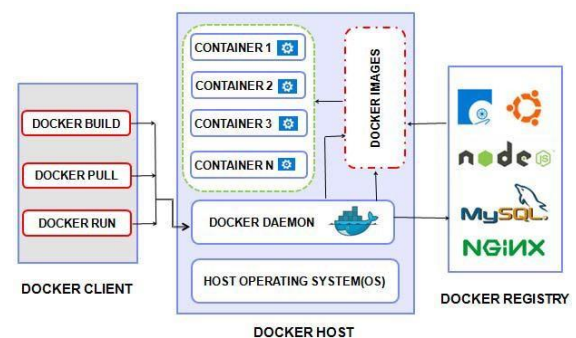 DOCKER BUILD
DOCKER PULL
DOCKER RUN
DOCKER CLIENT
CONTAINER 1
CONTAINER 2
CONTAINER 3
CONTAINER N
DOCKER IMAGES
DOCKER DAEMON
HOST OPERATING SYSTEM(OS)
DOCKER HOST
node JS
MySQL
NGiNX
DOCKER REGISTRY